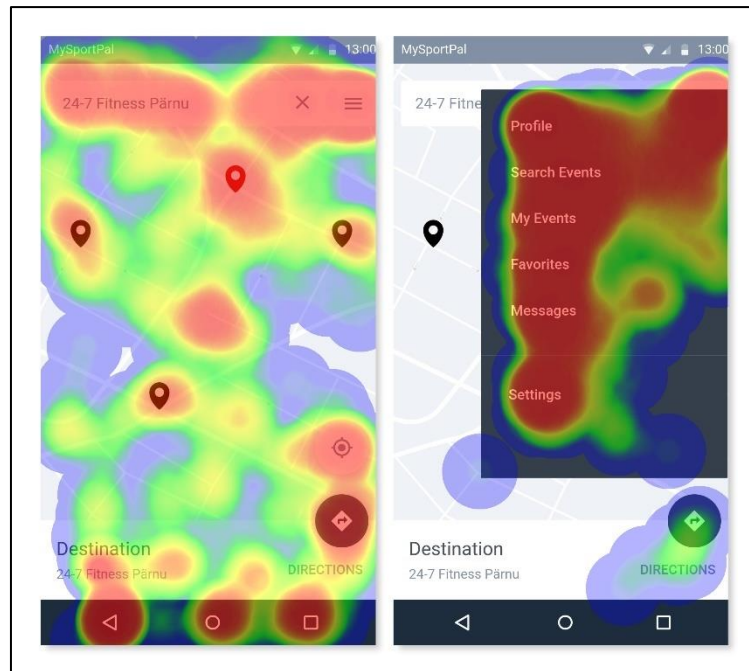 MySportPal 13:00
24-7 Fitness Pärnu
Destination
24-7 Fitness Pärnu
DIRECTIONS
MySportPal 13:00
24-7 Fitne
Profile
Search Events
My Events
Favorites
Messages
Settings
Destination
24-7 Fitness Pärnu
DIRECTIONS